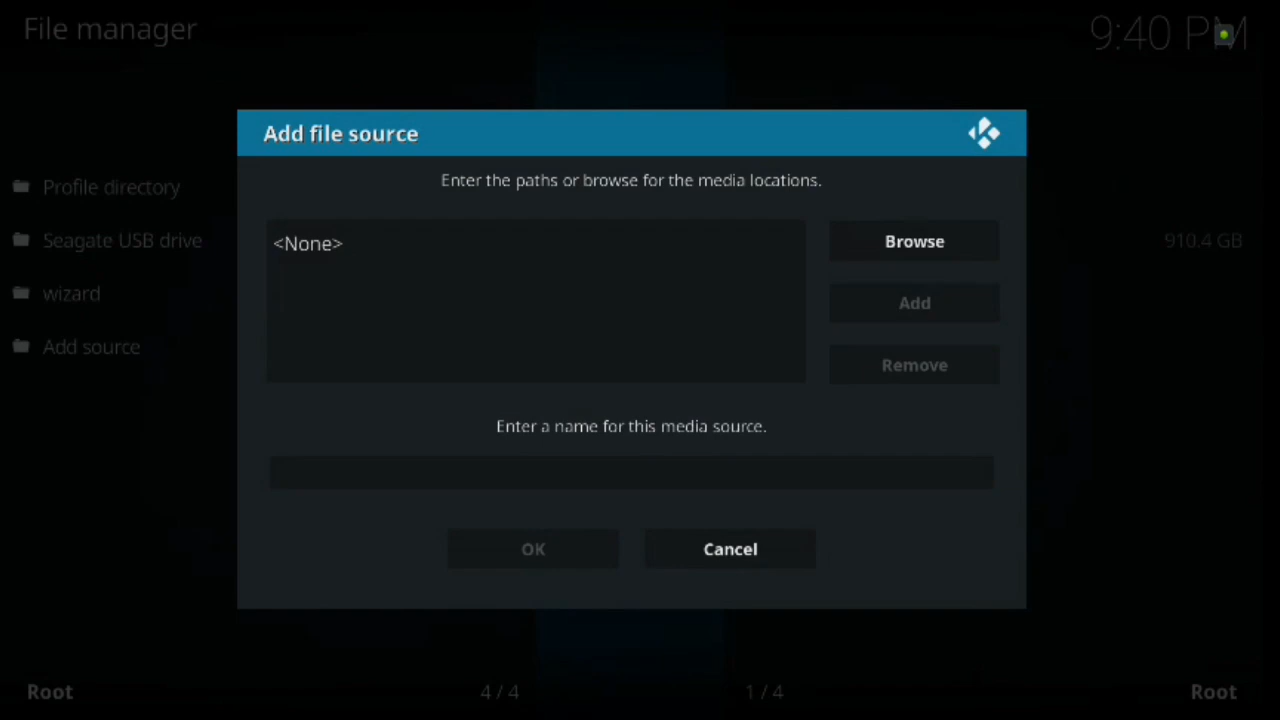 File manager
9:40 PM
Add file source
Enter the paths or browse for the media locations.
Profile directory
<None>
Browse
Seagate USB drive
910.4 GB
wizard
Add
Add source
Remove
Enter a name for this media source.
OK
Cancel
Root
4 / 4
1 / 4
Root